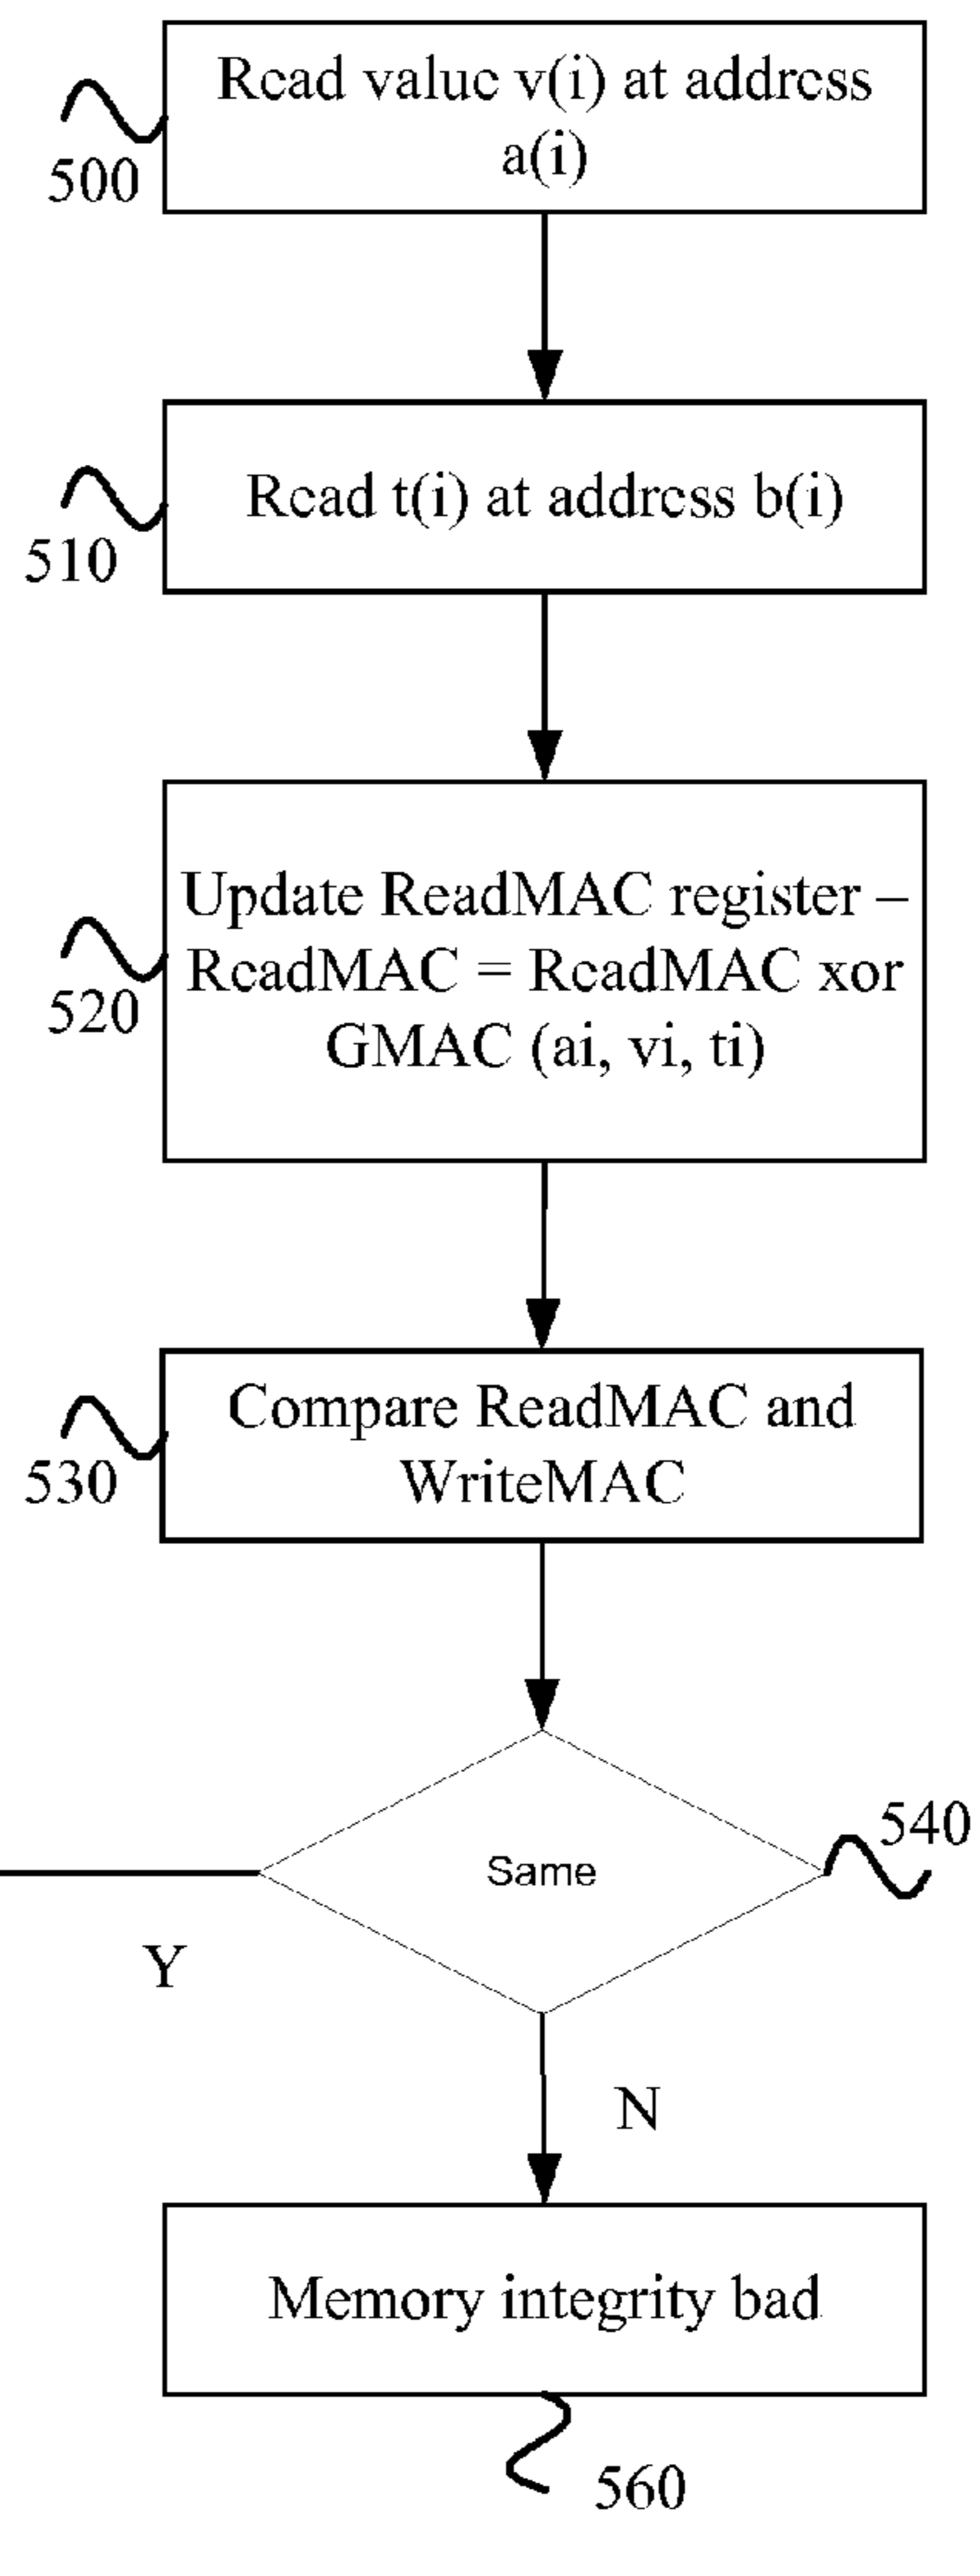 Read value v(i) at address
a(i)
500
Read t(i) at address b(i)
510
Update ReadMAC register –
ReadMAC = ReadMAC xor
GMAC (ai, vi, ti)
520
Compare ReadMAC and
WriteMAC
530
540
Same
Y
N
Memory integrity bad
560